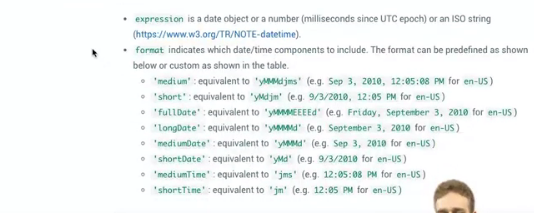 expression is a date object or a number (milliseconds since UTC epoch) or an ISO string
(https://www.w3.org/TR/NOTE-datetime).
format indicates which date/time components to include. The format can be predefined as shown
below or custom as shown in the table.
'medium': equivalent to 'yMMMdjms' (e.g. Sep 3, 2010, 12:05:08 PM for en-US)
'short': equivalent to 'yMdjm' (e.g. 9/3/2010, 12:05 PM for en-US)
'fullDate': equivalent to 'yMMMMEEEEd' (e.g. Friday, September 3, 2010 for en-US)
'longDate': equivalent to 'yMMMMd' (e.g. September 3, 2010 for en-US)
'mediumDate': equivalent to 'yMMMd' (e.g. Sep 3, 2010 for en-US)
'shortDate': equivalent to 'yMd' (e.g. 9/3/2010 for en-US)
'mediumTime': equivalent to 'jms' (e.g. 12:05:08 PM for en-US)
'shortTime': equivalent to 'jm' (e.g. 12:05 PM for en-US)